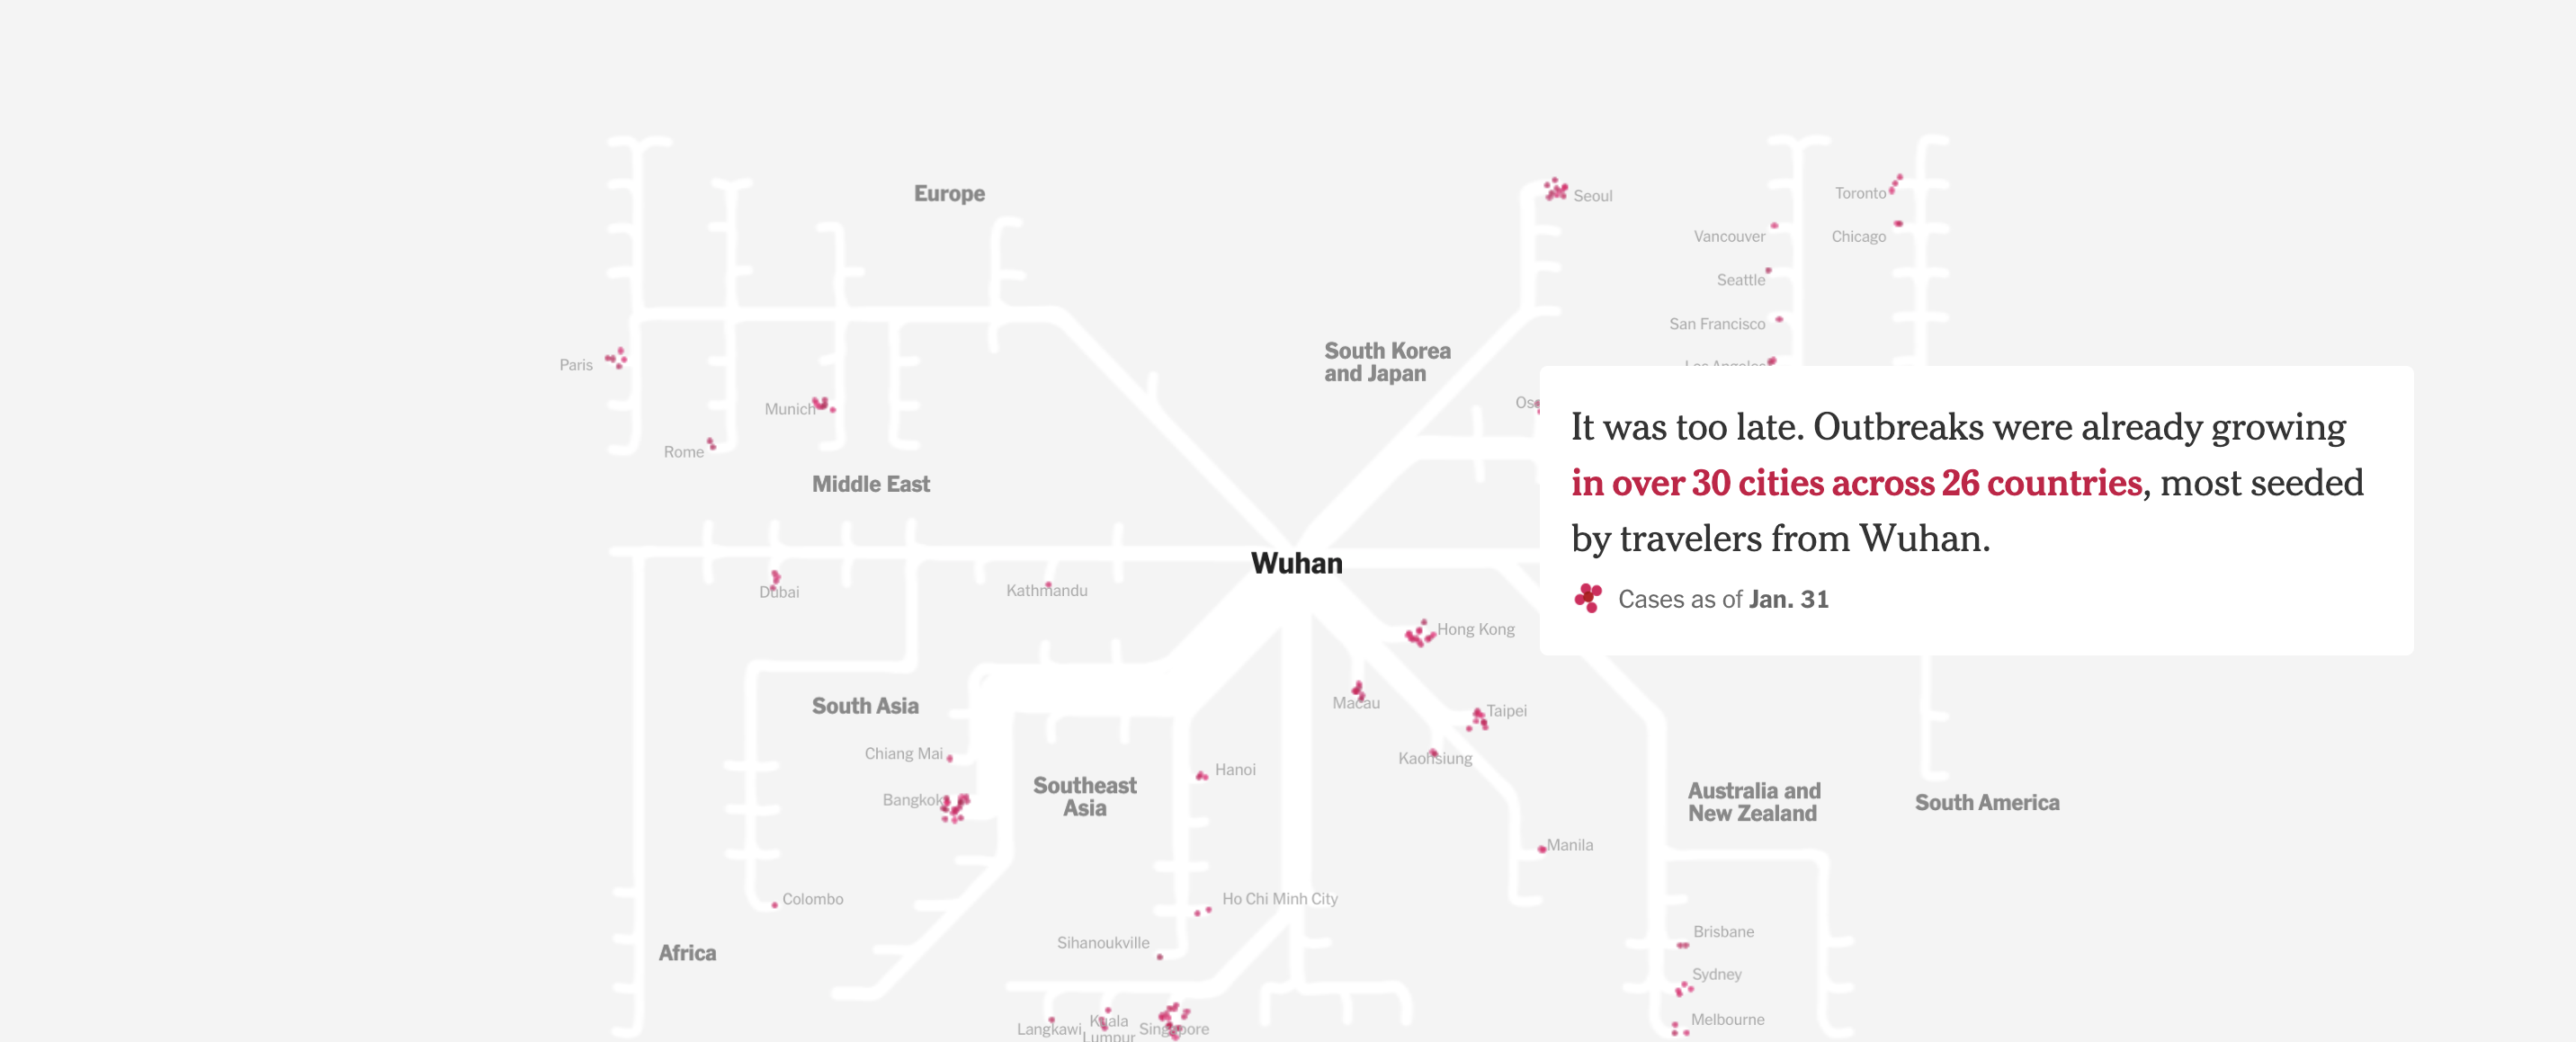 Europe
Seoul
Toronto
Vancouver
Chicago
Seattle
San Francisco
South Korea
and Japan
Los Angeles
Paris
Munich
Rome
Middle East
It was too late. Outbreaks were already growing
in over 30 cities across 26 countries, most seeded
by travelers from Wuhan.
Cases as of Jan. 31
Wuhan
Dubai
Kathmandu
Hong Kong
Macau
Taipei
South Asia
Chiang Mai
Kaohsiung
Hanoi
Bangkok
Southeast
Asia
Australia and
New Zealand
South America
Manila
Colombo
Ho Chi Minh City
Brisbane
Sihanoukville
Africa
Sydney
Langkawi
Kuala
Lumpur
Singapore
Melbourne